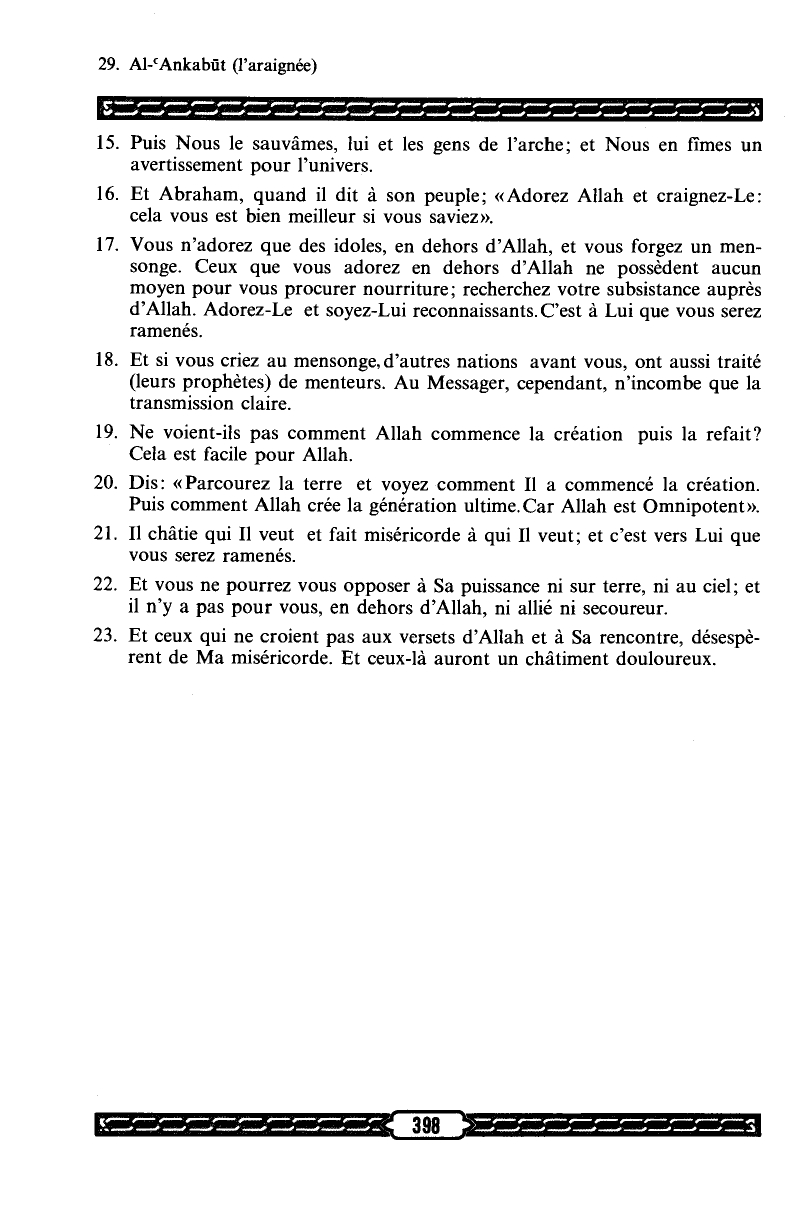 29. Al-ʿAnkabūt (l'araignée)
15. Puis Nous le sauvâmes, lui et les gens de l'arche; et Nous en fîmes un
avertissement pour l'univers.
16. Et Abraham, quand il dit à son peuple; «Adorez Allah et craignez-Le:
cela vous est bien meilleur si vous saviez».
17. Vous n'adorez que des idoles, en dehors d'Allah, et vous forgez un men-
songe. Ceux que vous adorez en dehors d'Allah ne possèdent aucun
moyen pour vous procurer nourriture; recherchez votre subsistance auprès
d'Allah. Adorez-Le et soyez-Lui reconnaissants.C'est à Lui que vous serez
ramenés.
18. Et si vous criez au mensonge,d'autres nations avant vous, ont aussi traité
(leurs prophètes) de menteurs. Au Messager, cependant, n'incombe que la
transmission claire.
19. Ne voient-ils pas comment Allah commence la création puis la refait?
Cela est facile pour Allah.
20. Dis: «Parcourez la terre et voyez comment Il a commencé la création.
Puis comment Allah crée la génération ultime.Car Allah est Omnipotent».
21. Il châtie qui Il veut et fait miséricorde à qui Il veut; et c'est vers Lui que
vous serez ramenés.
22. Et vous ne pourrez vous opposer à Sa puissance ni sur terre, ni au ciel; et
il n'y a pas pour vous, en dehors d'Allah, ni allié ni secoureur.
23. Et ceux qui ne croient pas aux versets d'Allah et à Sa rencontre, désespè-
rent de Ma miséricorde. Et ceux-là auront un châtiment douloureux.
398